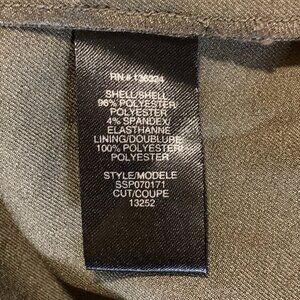 RN# 136324
SHELL/SHELL
96% POLYESTER/
POLYESTER
4% SPANDEX/
ELASTHANNE
LINING/DOUBLURE
100% POLYESTER/
POLYESTER
STYLE/MODELE
SSP070171
CUT/COUPE
13252